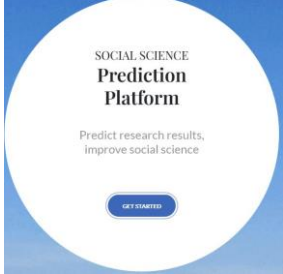 SOCIAL SCIENCE
Prediction
Platform
Predict research results,
improve social science
GET STARTED